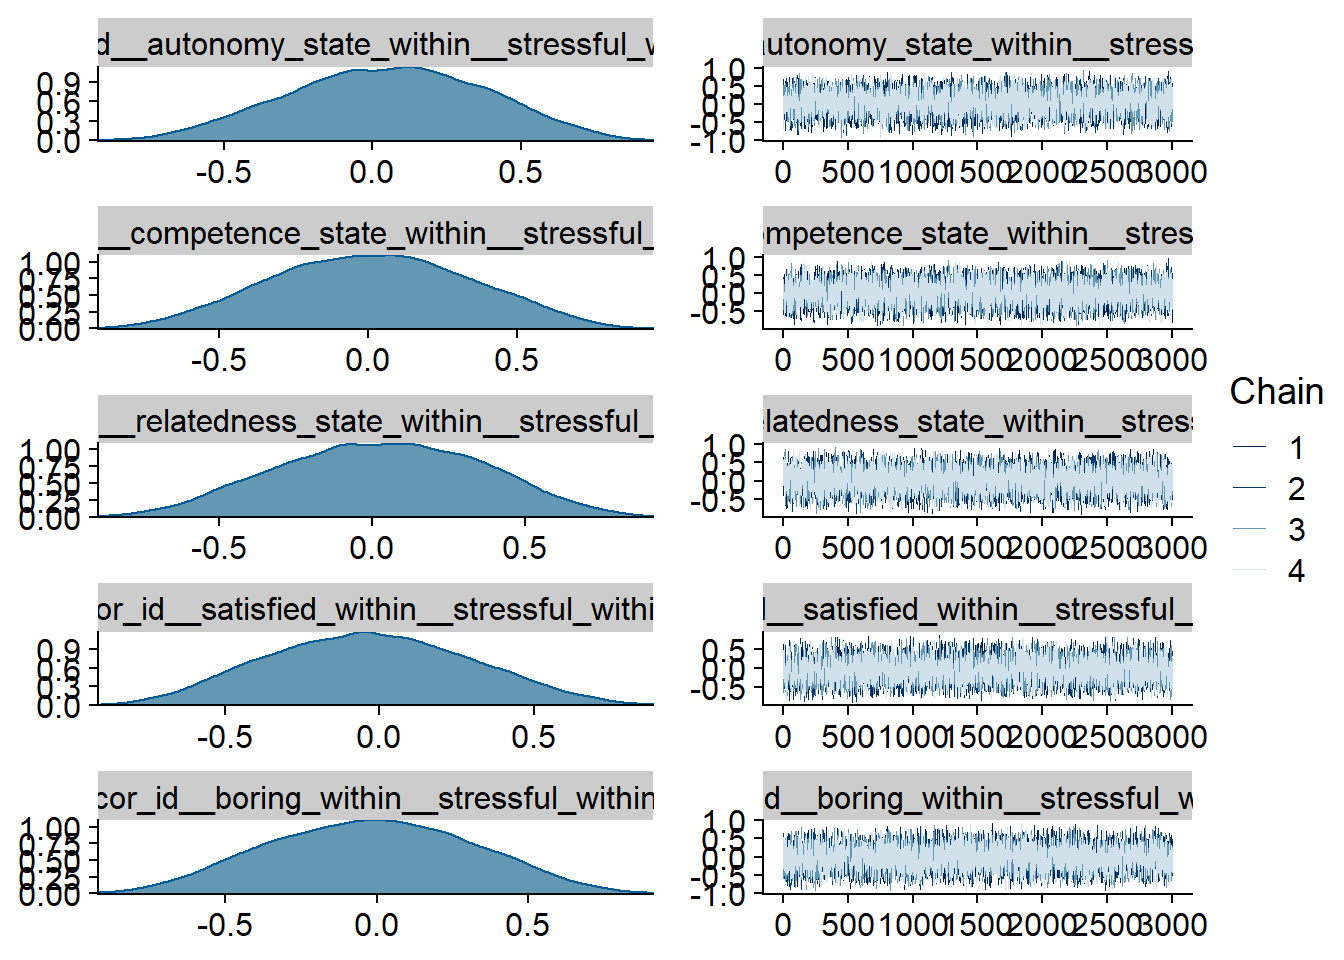 d__autonomy_state_within__stressful_w
0.9
0.6
0.3
0.0
-0.5 0.0 0.5
autonomy_state_within__stress
1.0
0.5
0.0
-0.5
-1.0
0 500 1000 1500 2000 2500 3000
__competence_state_within__stressful_
1.00
0.75
0.50
0.25
0.00
-0.5 0.0 0.5
ompetence_state_within__stress
1.0
0.5
0.0
-0.5
0 500 1000 1500 2000 2500 3000
__relatedness_state_within__stressful_
1.00
0.75
0.50
0.25
0.00
-0.5 0.0 0.5
elatedness_state_within__stress
1.0
0.5
0.0
-0.5
0 500 1000 1500 2000 2500 3000
or_id__satisfied_within__stressful_withi
0.9
0.6
0.3
0.0
-0.5 0.0 0.5
d__satisfied_within__stressful_
0.5
0.0
-0.5
0 500 1000 1500 2000 2500 3000
cor_id__boring_within__stressful_within
1.00
0.75
0.50
0.25
0.00
-0.5 0.0 0.5
d__boring_within__stressful_w
1.0
0.5
0.0
-0.5
-1.0
0 500 1000 1500 2000 2500 3000
Chain
1
2
3
4